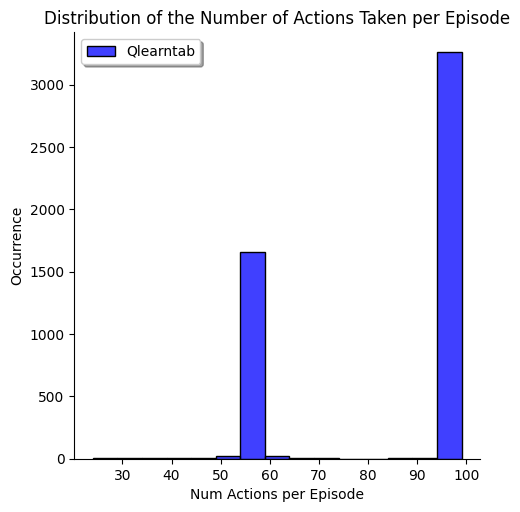 Distribution of the Number of Actions Taken per Episode
Qlearntab
3000
2500
2000
1500
1000
500
0
Occurrence
30 40 50 60 70 80 90 100
Num Actions per Episode